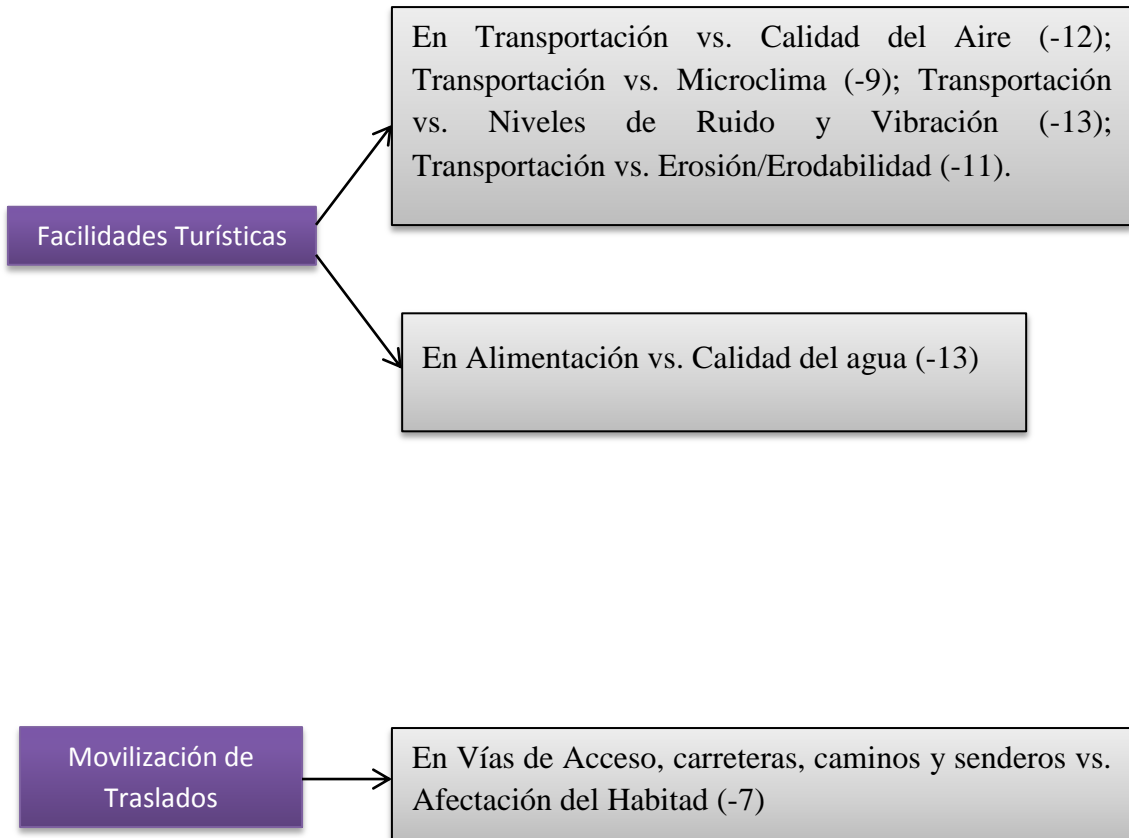 En Transportación vs. Calidad del Aire (-12);
Transportación vs. Microclima (-9); Transportación
vs. Niveles de Ruido y Vibración (-13);
Transportación vs. Erosión/Erodabilidad (-11).
Facilidades Turísticas
En Alimentación vs. Calidad del agua (-13)
Movilización de
Traslados
En Vías de Acceso, carreteras, caminos y senderos vs.
Afectación del Habitad (-7)